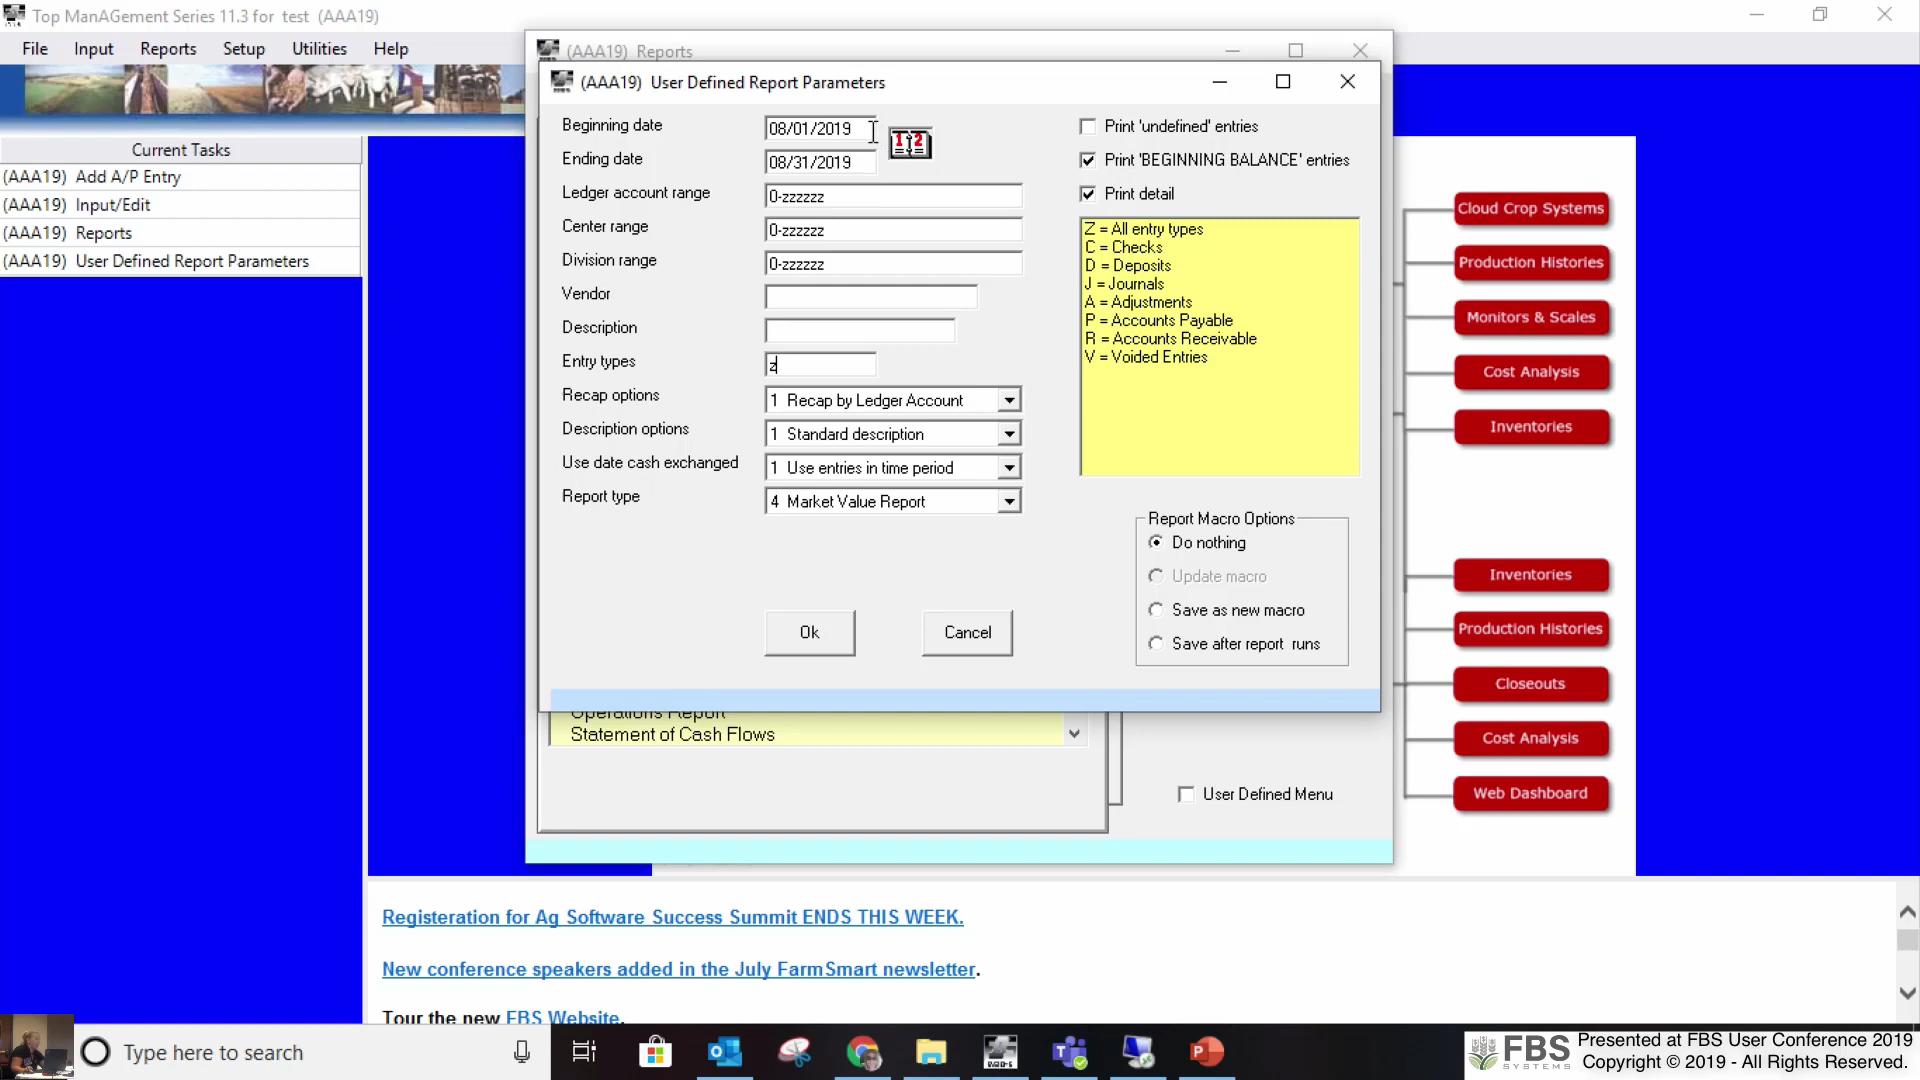 Top ManAGement Series 11.3 for  test  (AAA19)
File
Input
Reports
Setup
Utilities
Help
Current Tasks
(AAA19)  Add A/P Entry
(AAA19)  Input/Edit
(AAA19)  Reports
(AAA19)  User Defined Report Parameters
(AAA19)  Reports
(AAA19)  User Defined Report Parameters
Beginning date
08/01/2019
Ending date
08/31/2019
Ledger account range
0-zzzzzz
Center range
0-zzzzzz
Division range
0-zzzzzz
Vendor
Description
Entry types
z
Recap options
1  Recap by Ledger Account
Description options
1  Standard description
Use date cash exchanged
1  Use entries in time period
Report type
4  Market Value Report
Ok
Cancel
Print 'undefined' entries
Print 'BEGINNING BALANCE' entries
Print detail
Z = All entry types
C = Checks
D = Deposits
J = Journals
A = Adjustments
P = Accounts Payable
R = Accounts Receivable
V = Voided Entries
Report Macro Options
Do nothing
Update macro
Save as new macro
Save after report  runs
Operations Report
Statement of Cash Flows
User Defined Menu
Cloud Crop Systems
Production Histories
Monitors & Scales
Cost Analysis
Inventories
Inventories
Production Histories
Closeouts
Cost Analysis
Web Dashboard
Registeration for Ag Software Success Summit ENDS THIS WEEK.
New conference speakers added in the July FarmSmart newsletter.
Tour the new FBS Website.
Type here to search
FBS
SYSTEMS
Presented at FBS User Conference 2019
Copyright © 2019 - All Rights Reserved.